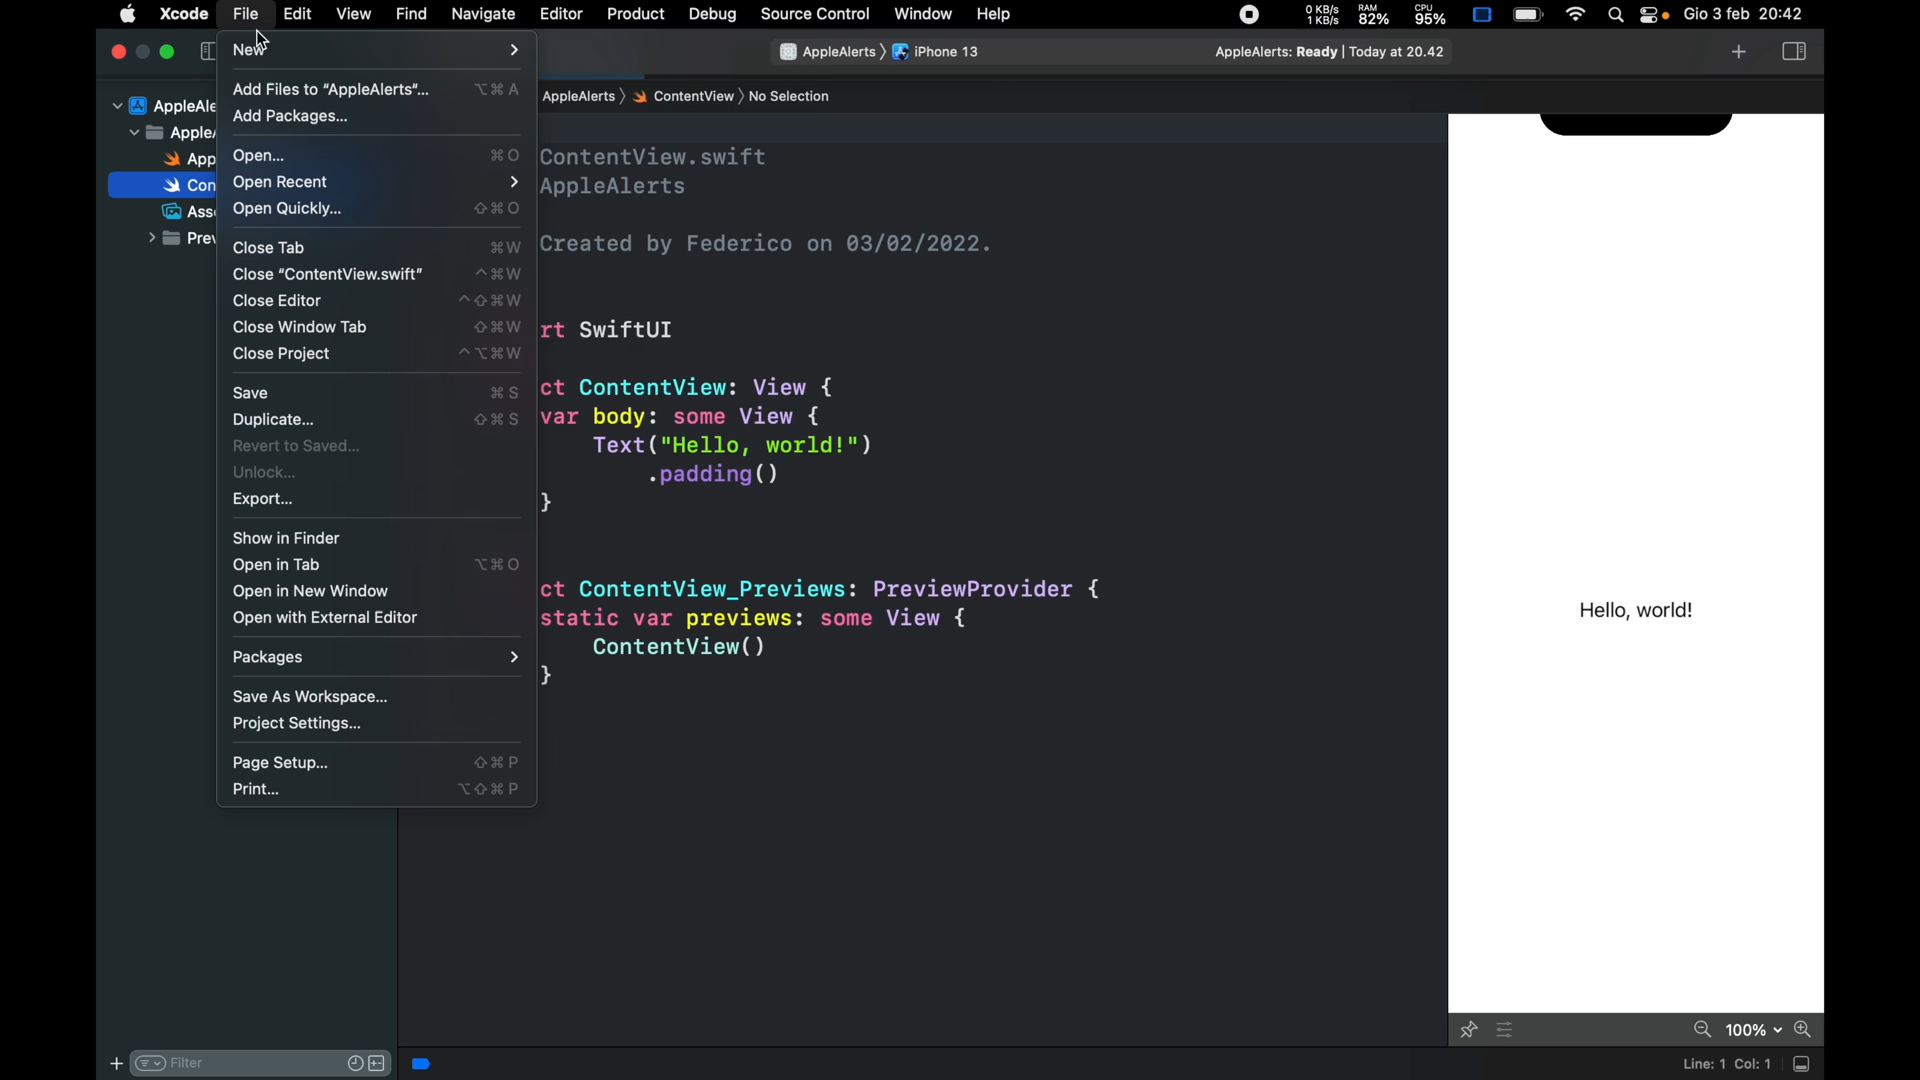 Xcode File Edit View Find Navigate Editor Product Debug Source Control Window Help 0 KB/s 1 KB/s RAM 82% CPU 95% Gio 3 feb 20:42
AppleAlerts 〉 iPhone 13 AppleAlerts: Ready | Today at 20.42
AppleAlerts 〉 ContentView 〉 No Selection
AppleAle
Apple
App
Con
Asse
Prev
New
Add Files to “AppleAlerts“... ⌥⌘A
Add Packages...
Open... ⌘O
Open Recent
Open Quickly... ⇧⌘O
Close Tab ⌘W
Close “ContentView.swift” ^⌘W
Close Editor ^⇧⌘W
Close Window Tab ⇧⌘W
Close Project ^⌥⌘W
Save ⌘S
Duplicate... ⇧⌘S
Revert to Saved...
Unlock...
Export...
Show in Finder
Open in Tab ⌥⌘O
Open in New Window
Open with External Editor
Packages
Save As Workspace...
Project Settings...
Page Setup... ⇧⌘P
Print... ⌥⇧⌘P
ContentView.swift
AppleAlerts
Created by Federico on 03/02/2022.
rt SwiftUI
ct ContentView: View {
var body: some View {
Text("Hello, world!")
.padding()
}
ct ContentView_Previews: PreviewProvider {
static var previews: some View {
ContentView()
}
Hello, world!
100%
Filter
Line: 1 Col: 1